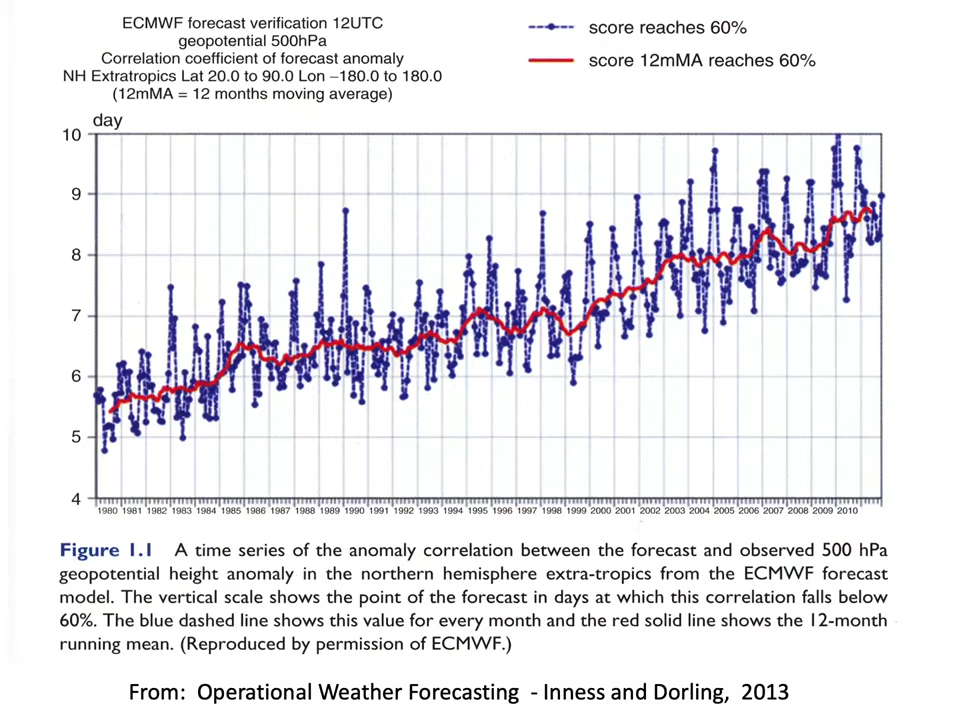 ECMWF forecast verification 12UTC
geopotential 500hPa
Correlation coefficient of forecast anomaly
NH Extratropics Lat 20.0 to 90.0 Lon −180.0 to 180.0
(12mMA = 12 months moving average)
score reaches 60%
score 12mMA reaches 60%
day
10
9
8
7
6
5
4
1980 1981 1982 1983 1984 1985 1986 1987 1988 1989 1990 1991 1992 1993 1994 1995 1996 1997 1998 1999 2000 2001 2002 2003 2004 2005 2006 2007 2008 2009 2010
Figure 1.1 A time series of the anomaly correlation between the forecast and observed 500 hPa
geopotential height anomaly in the northern hemisphere extra-tropics from the ECMWF forecast
model. The vertical scale shows the point of the forecast in days at which this correlation falls below
60%. The blue dashed line shows this value for every month and the red solid line shows the 12-month
running mean. (Reproduced by permission of ECMWF.)
From: Operational Weather Forecasting - Inness and Dorling, 2013